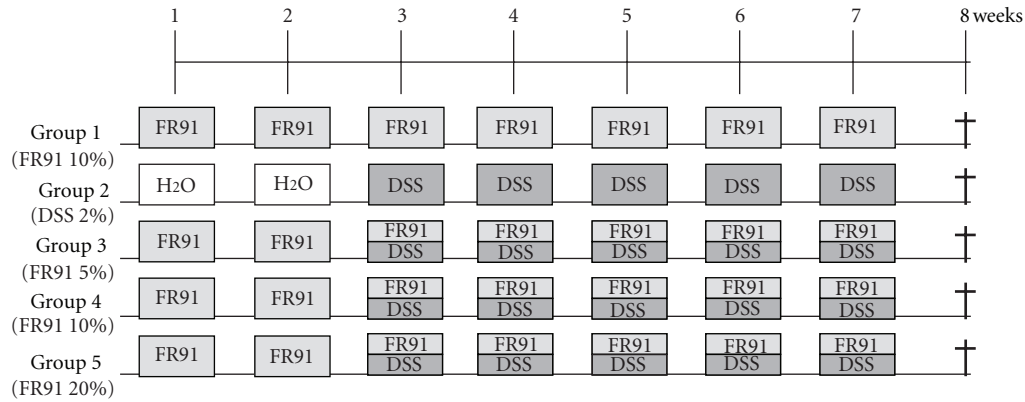 1 2 3 4 5 6 7 8 weeks
Group 1 FR91 FR91 FR91 FR91 FR91 FR91 FR91 †
(FR91 10%)
Group 2 H2O H2O DSS DSS DSS DSS DSS †
(DSS 2%)
FR91 FR91 FR91 FR91 FR91
Group 3 FR91 FR91 †
DSS DSS DSS DSS DSS
(FR91 5%)
FR91 FR91 FR91 FR91 FR91
Group 4 FR91 FR91 †
DSS DSS DSS DSS DSS
(FR91 10%)
FR91 FR91 FR91 FR91 FR91
Group 5 FR91 FR91 †
DSS DSS DSS DSS DSS
(FR91 20%)